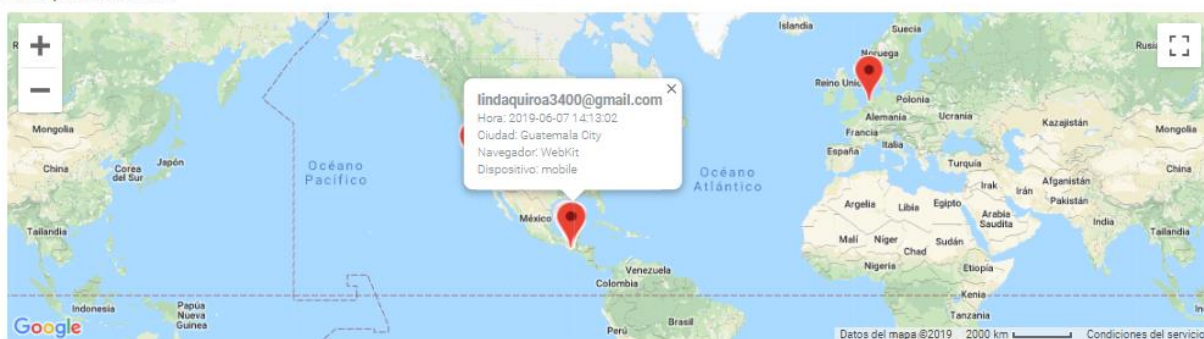 Islandia
Suecia
Noruega
Rusia
Reino Unido
Polonia
Alemania
Ucrania
Kazajistán
Mongolia
Francia
Italia
España
Turquía
China
Irak
Irán
Afganistán
Pakistán
Argelia
Libia
Egipto
Arabia
Saudita
India
Tailandia
Malí
Níger
Chad
Sudán
Nigeria
Etiopía
Kenia
Tanzania
lindaquiroa3400@gmail.com
Hora: 2019-06-07 14:13:02
Ciudad: Guatemala City
Navegador: WebKit
Dispositivo: mobile
Mongolia
China
Corea
del Sur
Japón
Océano
Pacífico
Océano
Atlántico
México
Tailandia
Venezuela
Colombia
Indonesia
Papúa
Nueva
Guinea
Perú
Brasil
Google
Datos del mapa ©2019
2000 km
Condiciones del servicio